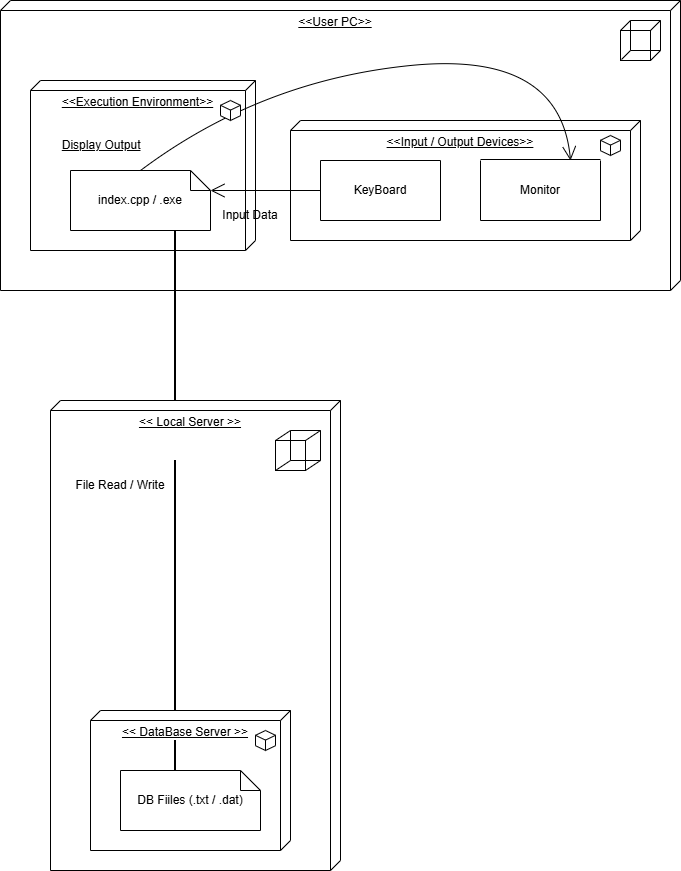 <<User PC>>
<<Execution Environment>>
Display Output
index.cpp / .exe
<<Input / Output Devices>>
KeyBoard
Monitor
Input Data
<< Local Server >>
File Read / Write
<< DataBase Server >>
DB Fiiles (.txt / .dat)